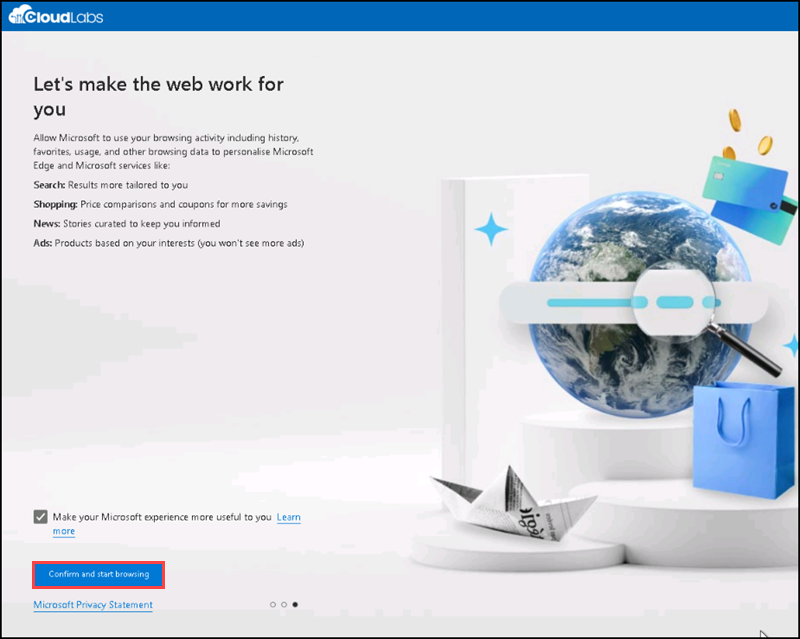 CloudLabs
Let's make the web work for
you
Allow Microsoft to use your browsing activity including history,
favorites, usage, and other browsing data to personalise Microsoft
Edge and Microsoft services like:
Search: Results more tailored to you
Shopping: Price comparisons and coupons for more savings
News: Stories curated to keep you informed
Ads: Products based on your interests (you won't see more ads)
Make your Microsoft experience more useful to you Learn
more
Confirm and start browsing
Microsoft Privacy Statement